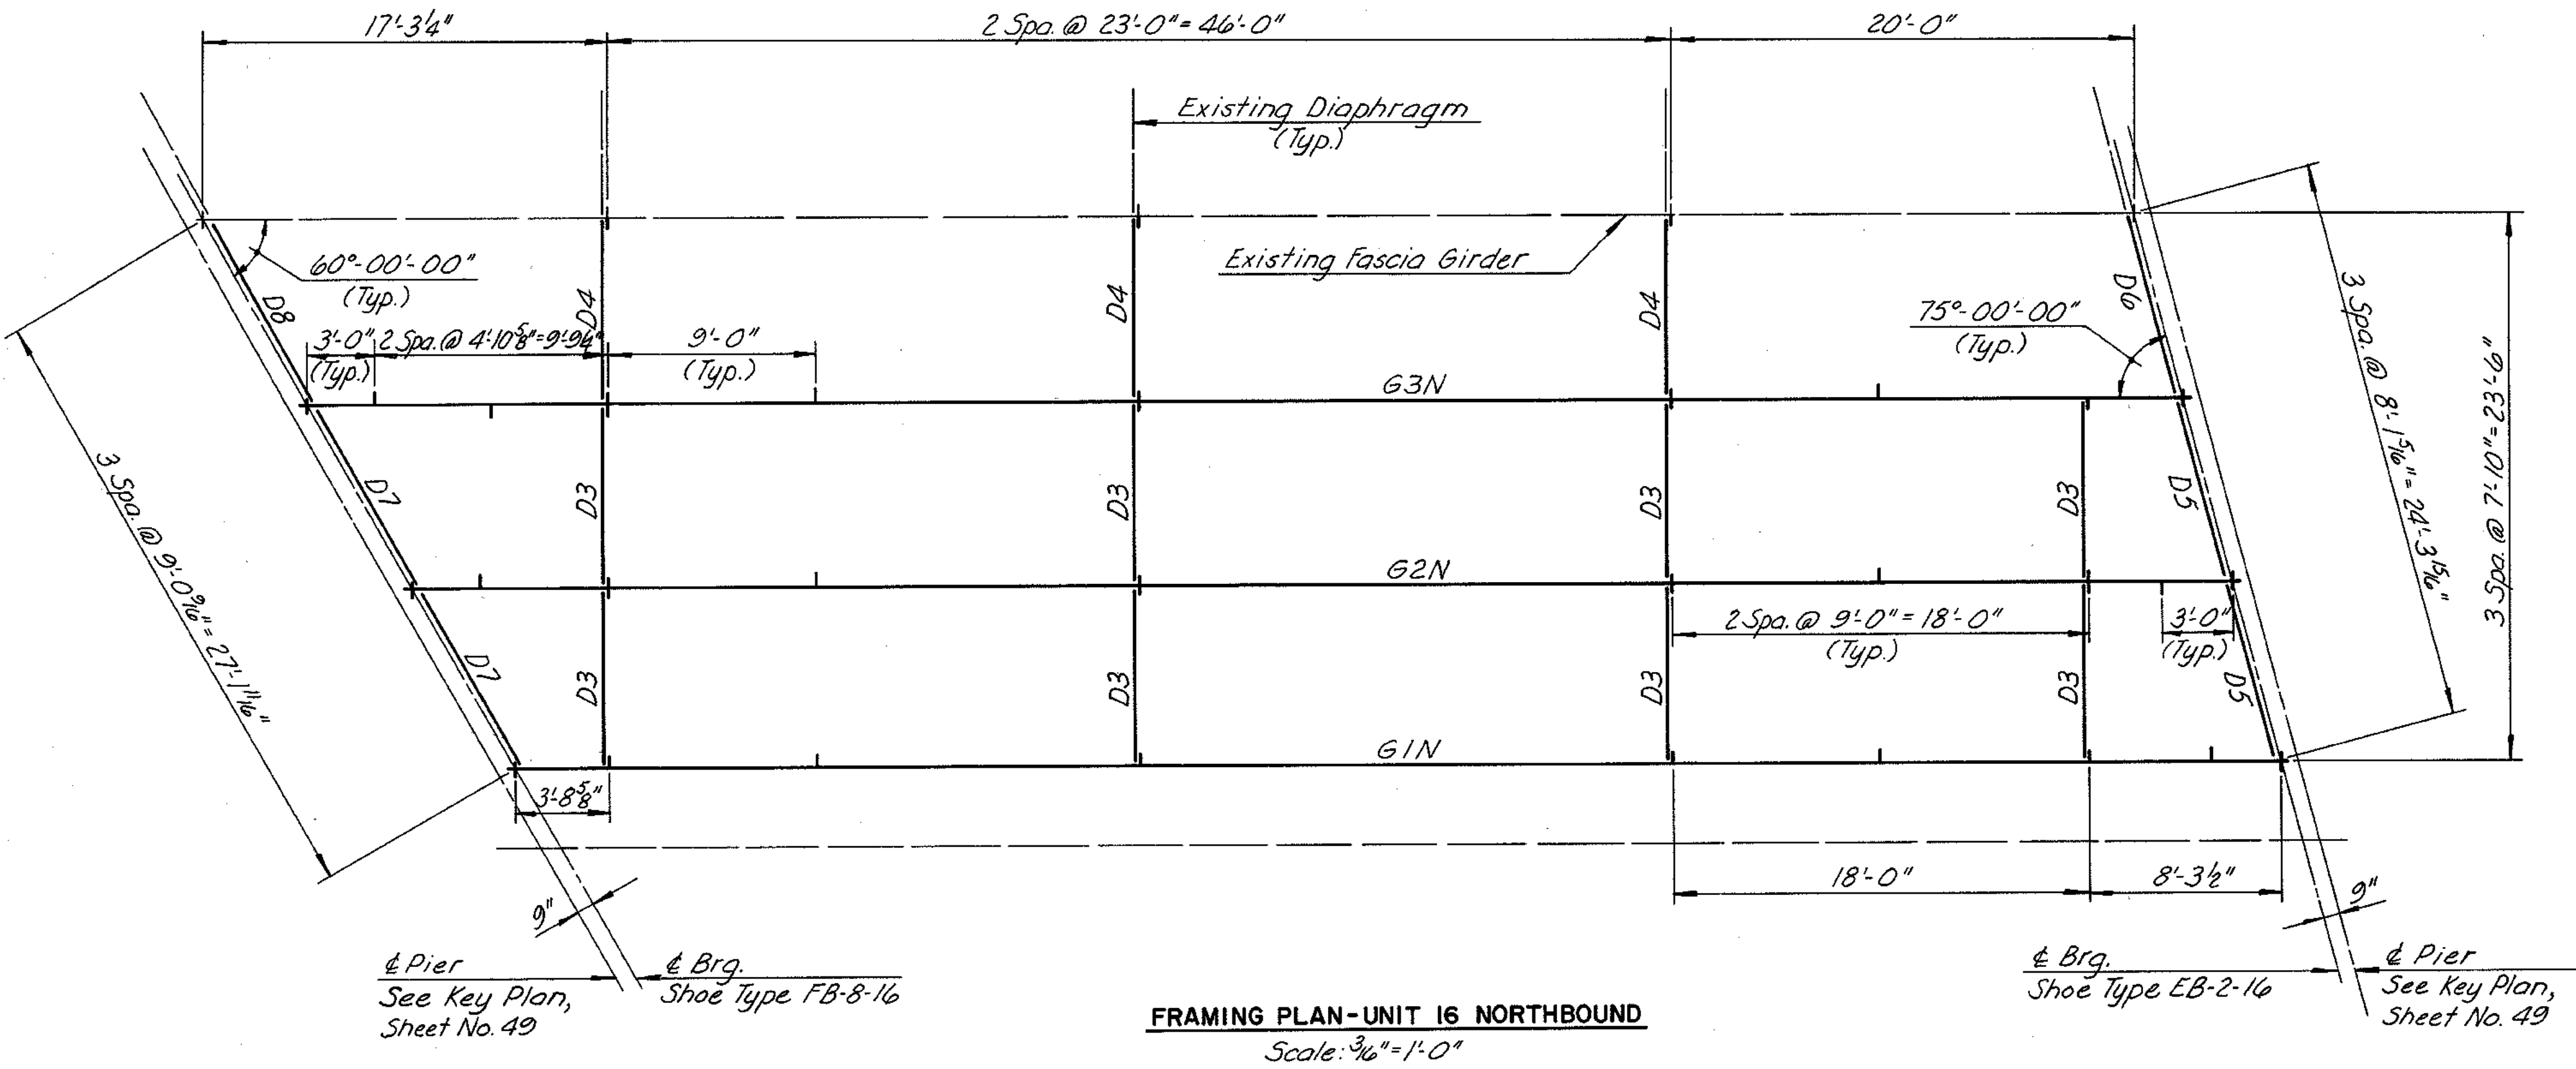 17'-3¼"
2 Spa. @ 23'-0" = 46'-0"
20'-0"
Existing Diaphragm
(Typ.)
Existing Fascia Girder
60°-00'-00"
(Typ.)
75°-00'-00"
(Typ.)
D8
D4
D4
D4
D6
3'-0"
(Typ.)
2 Spa. @ 4'-10⅝" = 9'-9¼"
9'-0"
(Typ.)
G3N
3 Spa. @ 9'-0 9/16" = 27'-1 11/16"
3 Spa. @ 8'-1 5/16" = 24'-3 15/16"
3 Spa. @ 7'-10" = 23'-6"
D7
D3
D3
D3
D3
D5
G2N
2 Spa. @ 9'-0" = 18'-0"
(Typ.)
3'-0"
(Typ.)
D7
D3
D3
D3
D3
D5
G1N
3'-8⅝"
18'-0"
8'-3½"
9"
9"
℄ Pier
See Key Plan,
Sheet No. 49
℄ Brg.
Shoe Type FB-8-16
℄ Brg.
Shoe Type EB-2-16
℄ Pier
See Key Plan,
Sheet No. 49
FRAMING PLAN-UNIT 16 NORTHBOUND
Scale: 3/16" = 1'-0"